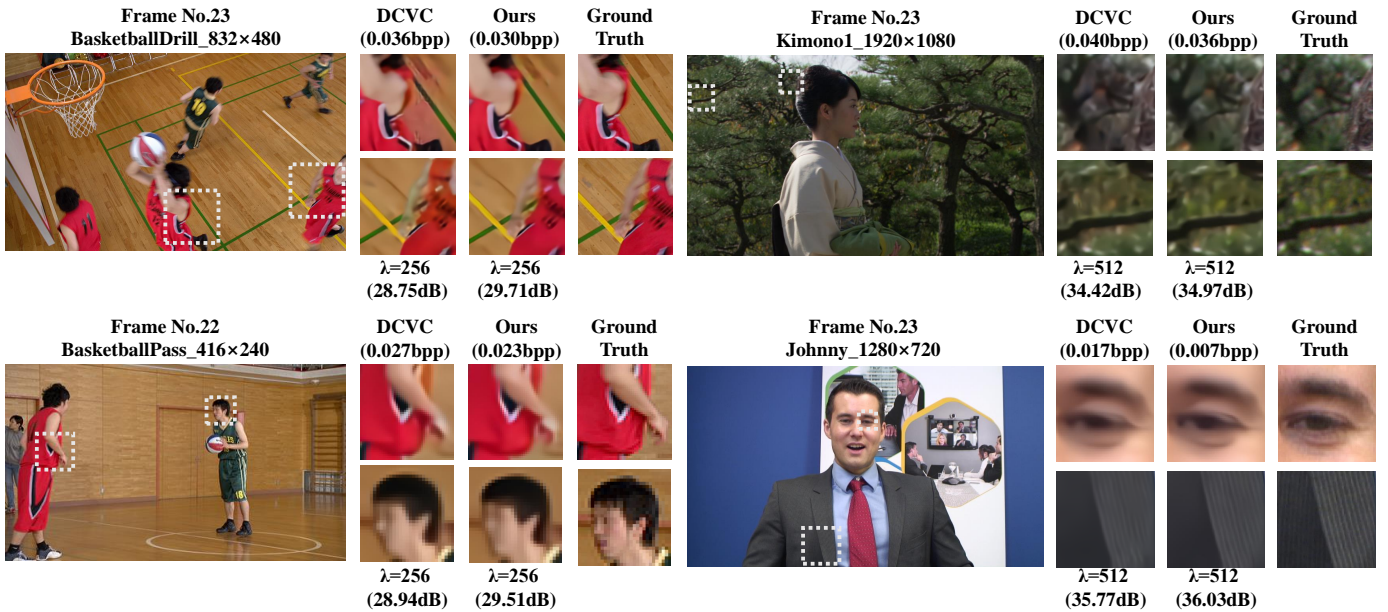 Frame No.23
BasketballDrill_832×480
DCVC
(0.036bpp)
Ours
(0.030bpp)
Ground
Truth
10
λ=256
(28.75dB)
λ=256
(29.71dB)
Frame No.23
Kimono1_1920×1080
DCVC
(0.040bpp)
Ours
(0.036bpp)
Ground
Truth
λ=512
(34.42dB)
λ=512
(34.97dB)
Frame No.22
BasketballPass_416×240
DCVC
(0.027bpp)
Ours
(0.023bpp)
Ground
Truth
λ=256
(28.94dB)
λ=256
(29.51dB)
Frame No.23
Johnny_1280×720
DCVC
(0.017bpp)
Ours
(0.007bpp)
Ground
Truth
λ=512
(35.77dB)
λ=512
(36.03dB)